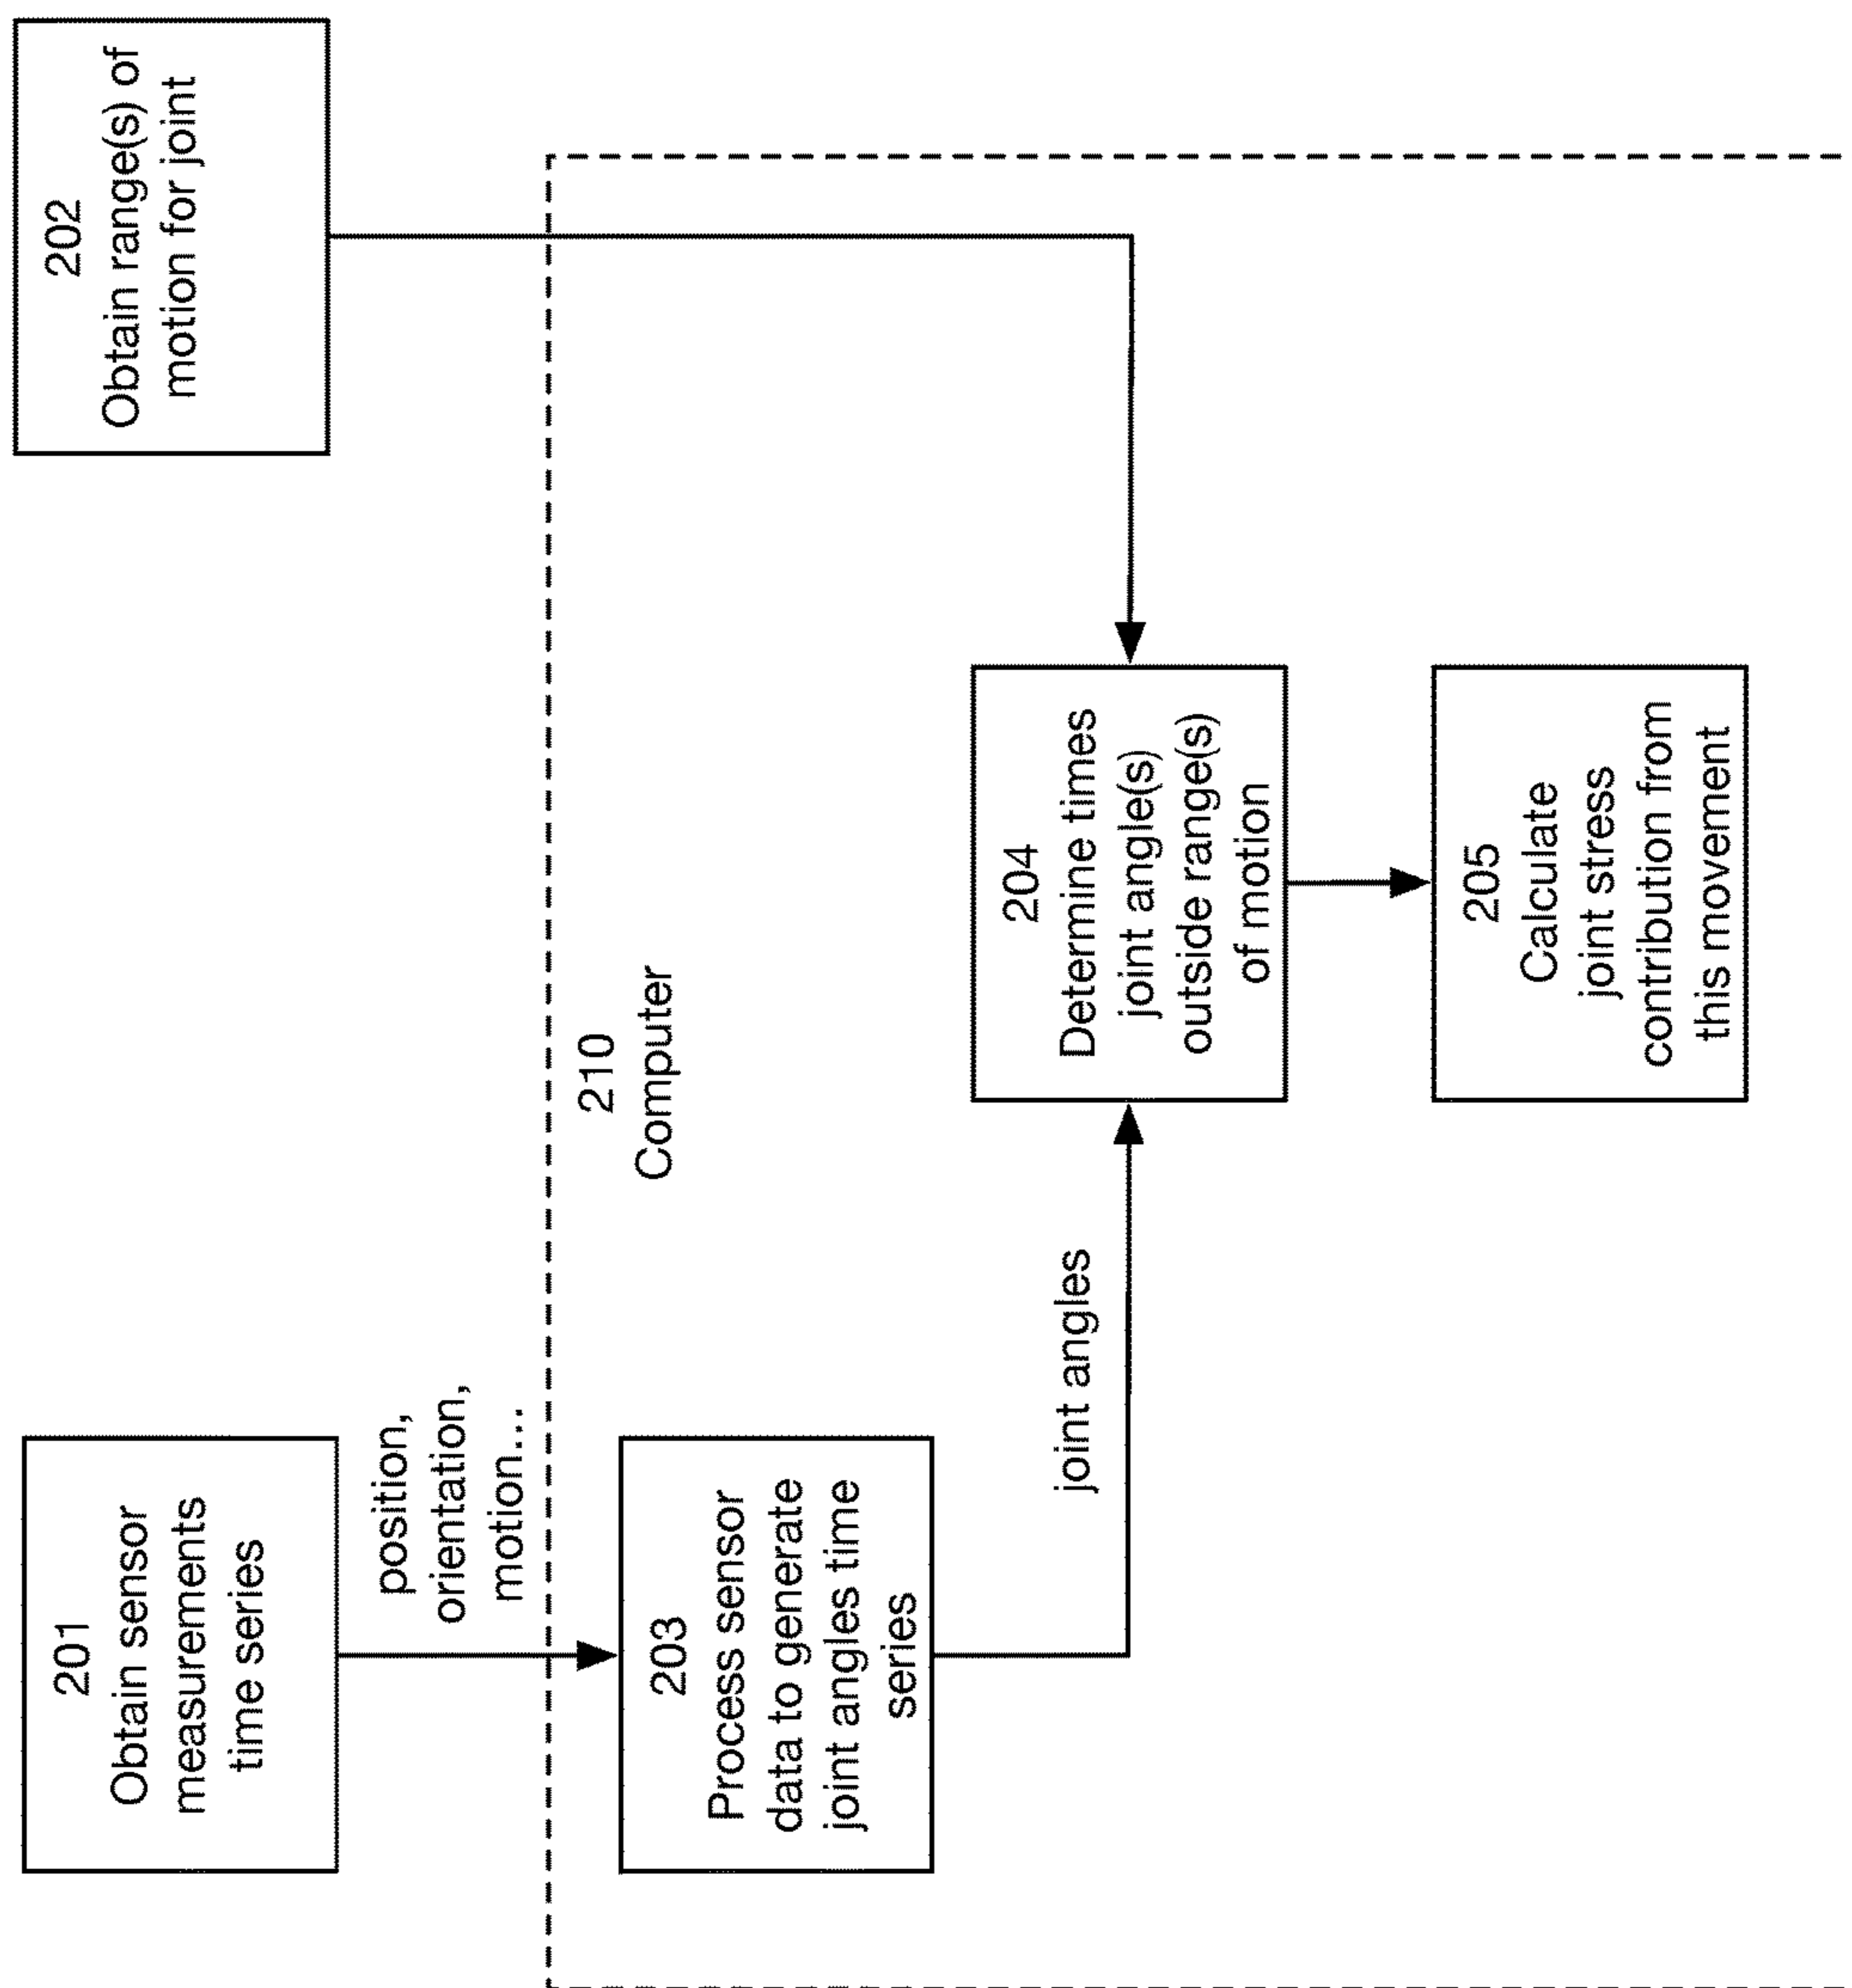 201
Obtain sensor
measurements
time series
202
Obtain range(s) of
motion for joint
position,
orientation,
motion...
210
Computer
203
Process sensor
data to generate
joint angles time
series
joint angles
204
Determine times
joint angle(s)
outside range(s)
of motion
205
Calculate
joint stress
contribution from
this movement